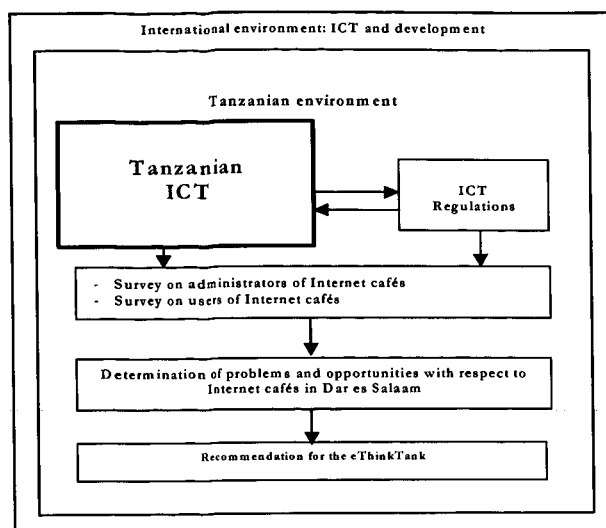 International environment: ICT and development
Tanzanian environment
Tanzanian
ICT
ICT
Regulations
- Survey on administrators of Internet cafés
- Survey on users of Internet cafés
Determination of problems and opportunities with respect to
Internet cafés in Dar es Salaam
Recommendation for the eThinkTank